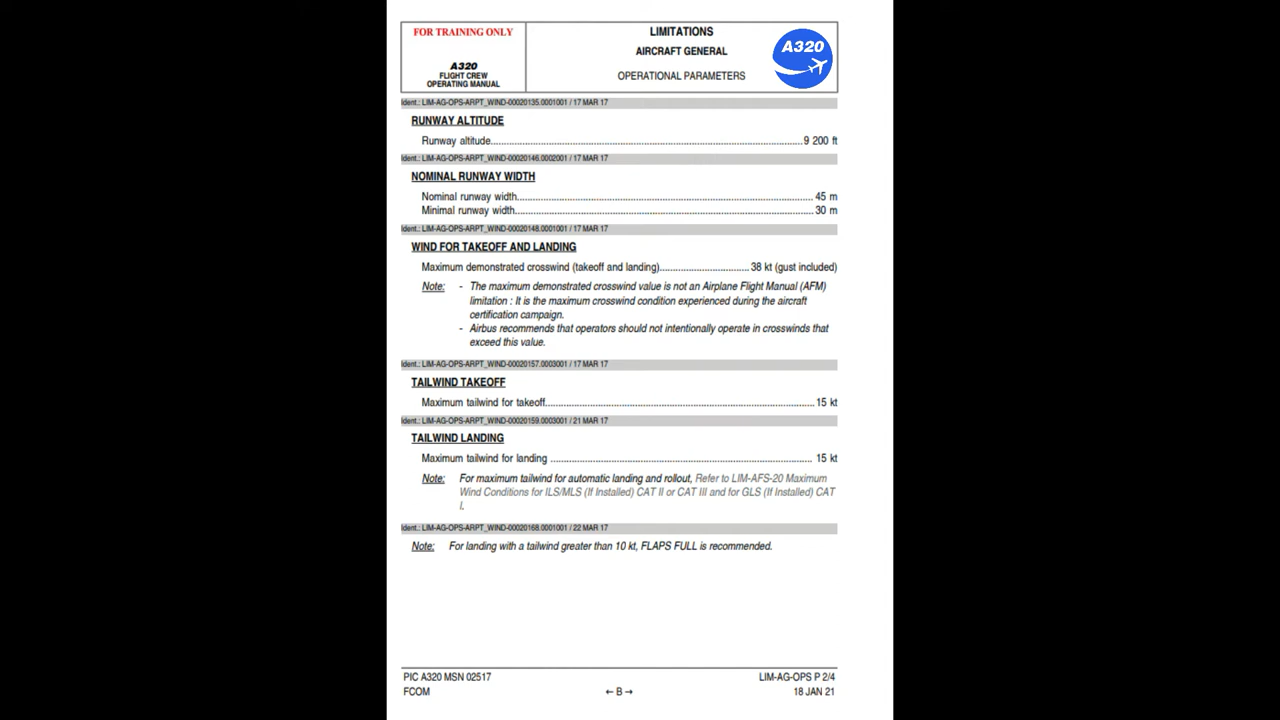 FOR TRAINING ONLY
A320
FLIGHT CREW
OPERATING MANUAL
LIMITATIONS
AIRCRAFT GENERAL
OPERATIONAL PARAMETERS
A320
Ident.: LIM-AG-OPS-ARPT_WIND-00020135.0001001 / 17 MAR 17
RUNWAY ALTITUDE
Runway altitude....................................................................................................................9 200 ft
Ident.: LIM-AG-OPS-ARPT_WIND-00020146.0002001 / 17 MAR 17
NOMINAL RUNWAY WIDTH
Nominal runway width........................................................................................................... 45 m
Minimal runway width............................................................................................................ 30 m
Ident.: LIM-AG-OPS-ARPT_WIND-00020148.0001001 / 17 MAR 17
WIND FOR TAKEOFF AND LANDING
Maximum demonstrated crosswind (takeoff and landing)................................. 38 kt (gust included)
Note: - The maximum demonstrated crosswind value is not an Airplane Flight Manual (AFM)
limitation : It is the maximum crosswind condition experienced during the aircraft
certification campaign.
- Airbus recommends that operators should not intentionally operate in crosswinds that
exceed this value.
Ident.: LIM-AG-OPS-ARPT_WIND-00020157.0003001 / 17 MAR 17
TAILWIND TAKEOFF
Maximum tailwind for takeoff.................................................................................................. 15 kt
Ident.: LIM-AG-OPS-ARPT_WIND-00020159.0003001 / 21 MAR 17
TAILWIND LANDING
Maximum tailwind for landing ................................................................................................ 15 kt
Note: For maximum tailwind for automatic landing and rollout, Refer to LIM-AFS-20 Maximum
Wind Conditions for ILS/MLS (If Installed) CAT II or CAT III and for GLS (If Installed) CAT
I.
Ident.: LIM-AG-OPS-ARPT_WIND-00020168.0001001 / 22 MAR 17
Note: For landing with a tailwind greater than 10 kt, FLAPS FULL is recommended.
PIC A320 MSN 02517
LIM-AG-OPS P 2/4
FCOM
← B →
18 JAN 21